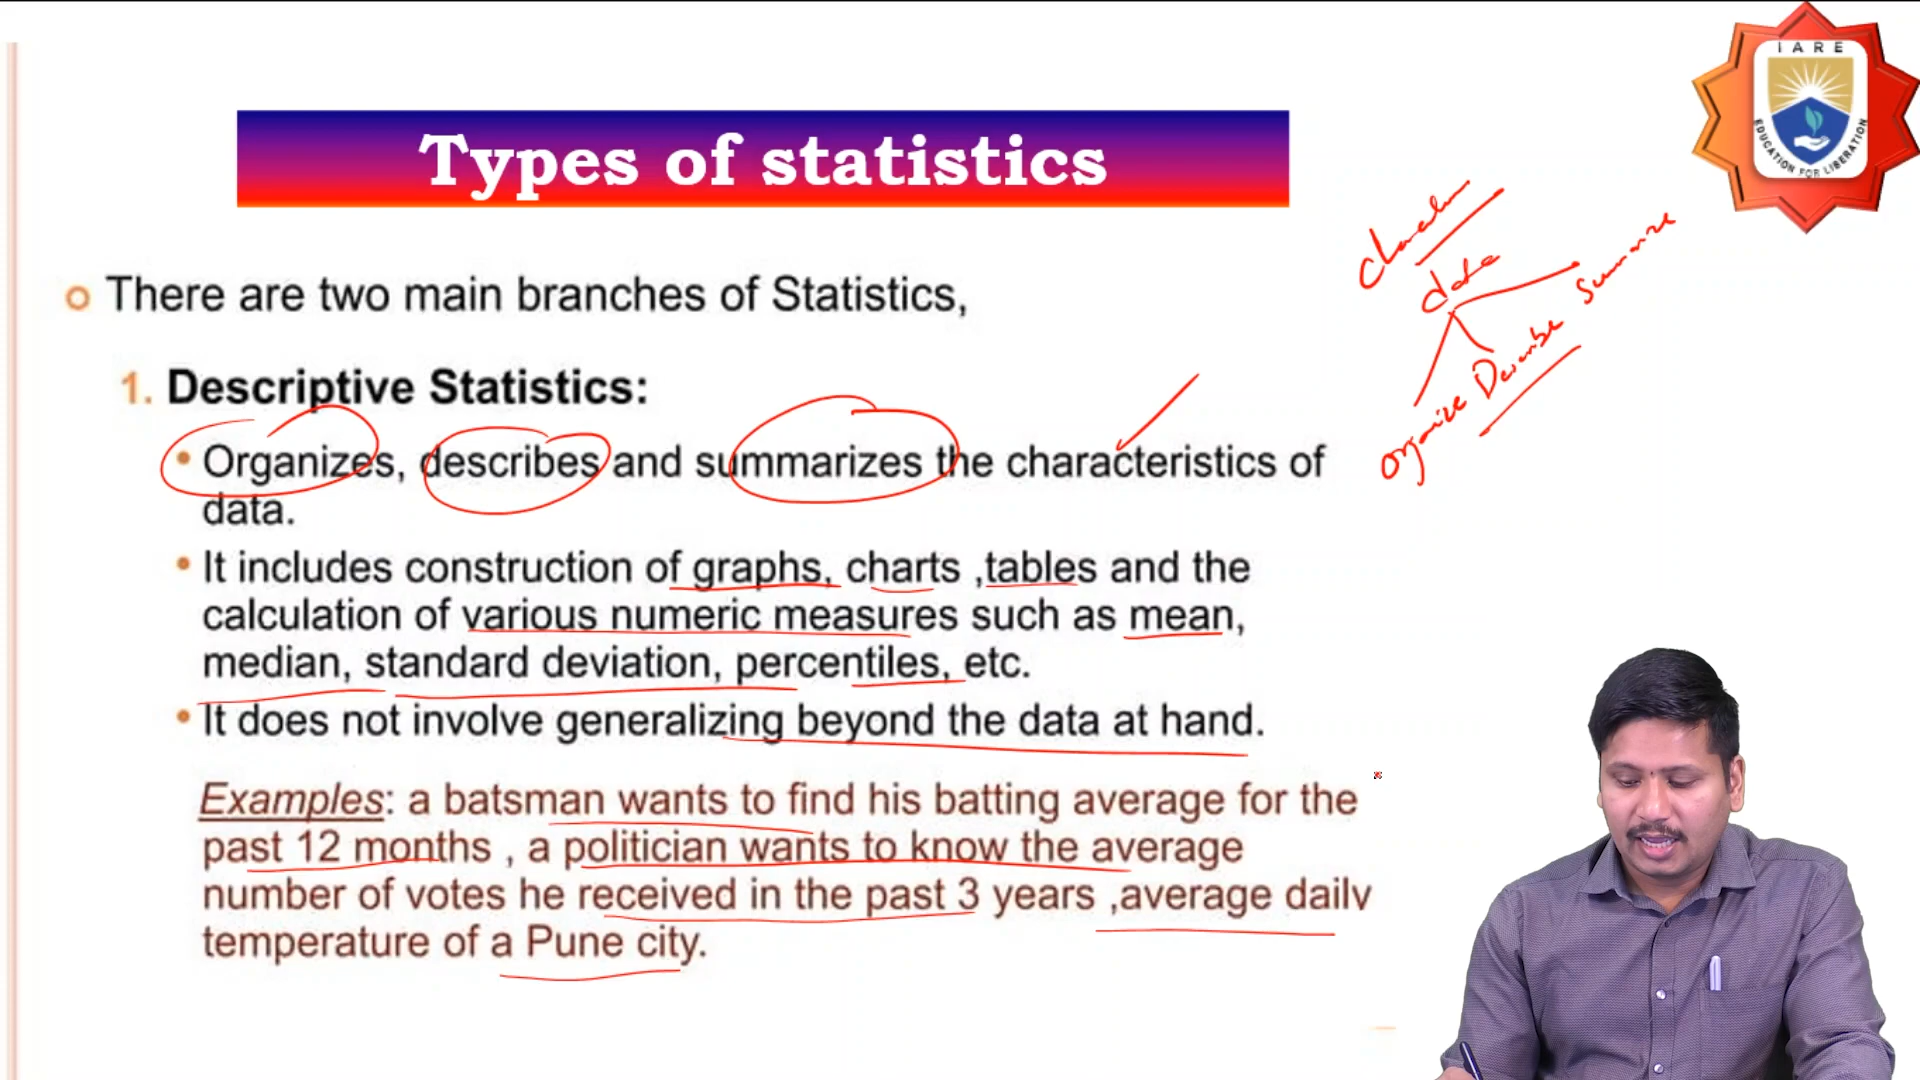 IARE
EDUCATION FOR LIBERATION
Types of statistics
There are two main branches of Statistics,
1. Descriptive Statistics:
• Organizes, describes and summarizes the characteristics of
data.
• It includes construction of graphs, charts ,tables and the
calculation of various numeric measures such as mean,
median, standard deviation, percentiles, etc.
• It does not involve generalizing beyond the data at hand.
Examples: a batsman wants to find his batting average for the
past 12 months , a politician wants to know the average
number of votes he received in the past 3 years ,average daily
temperature of a Pune city.
data
Organize Describe Summarize